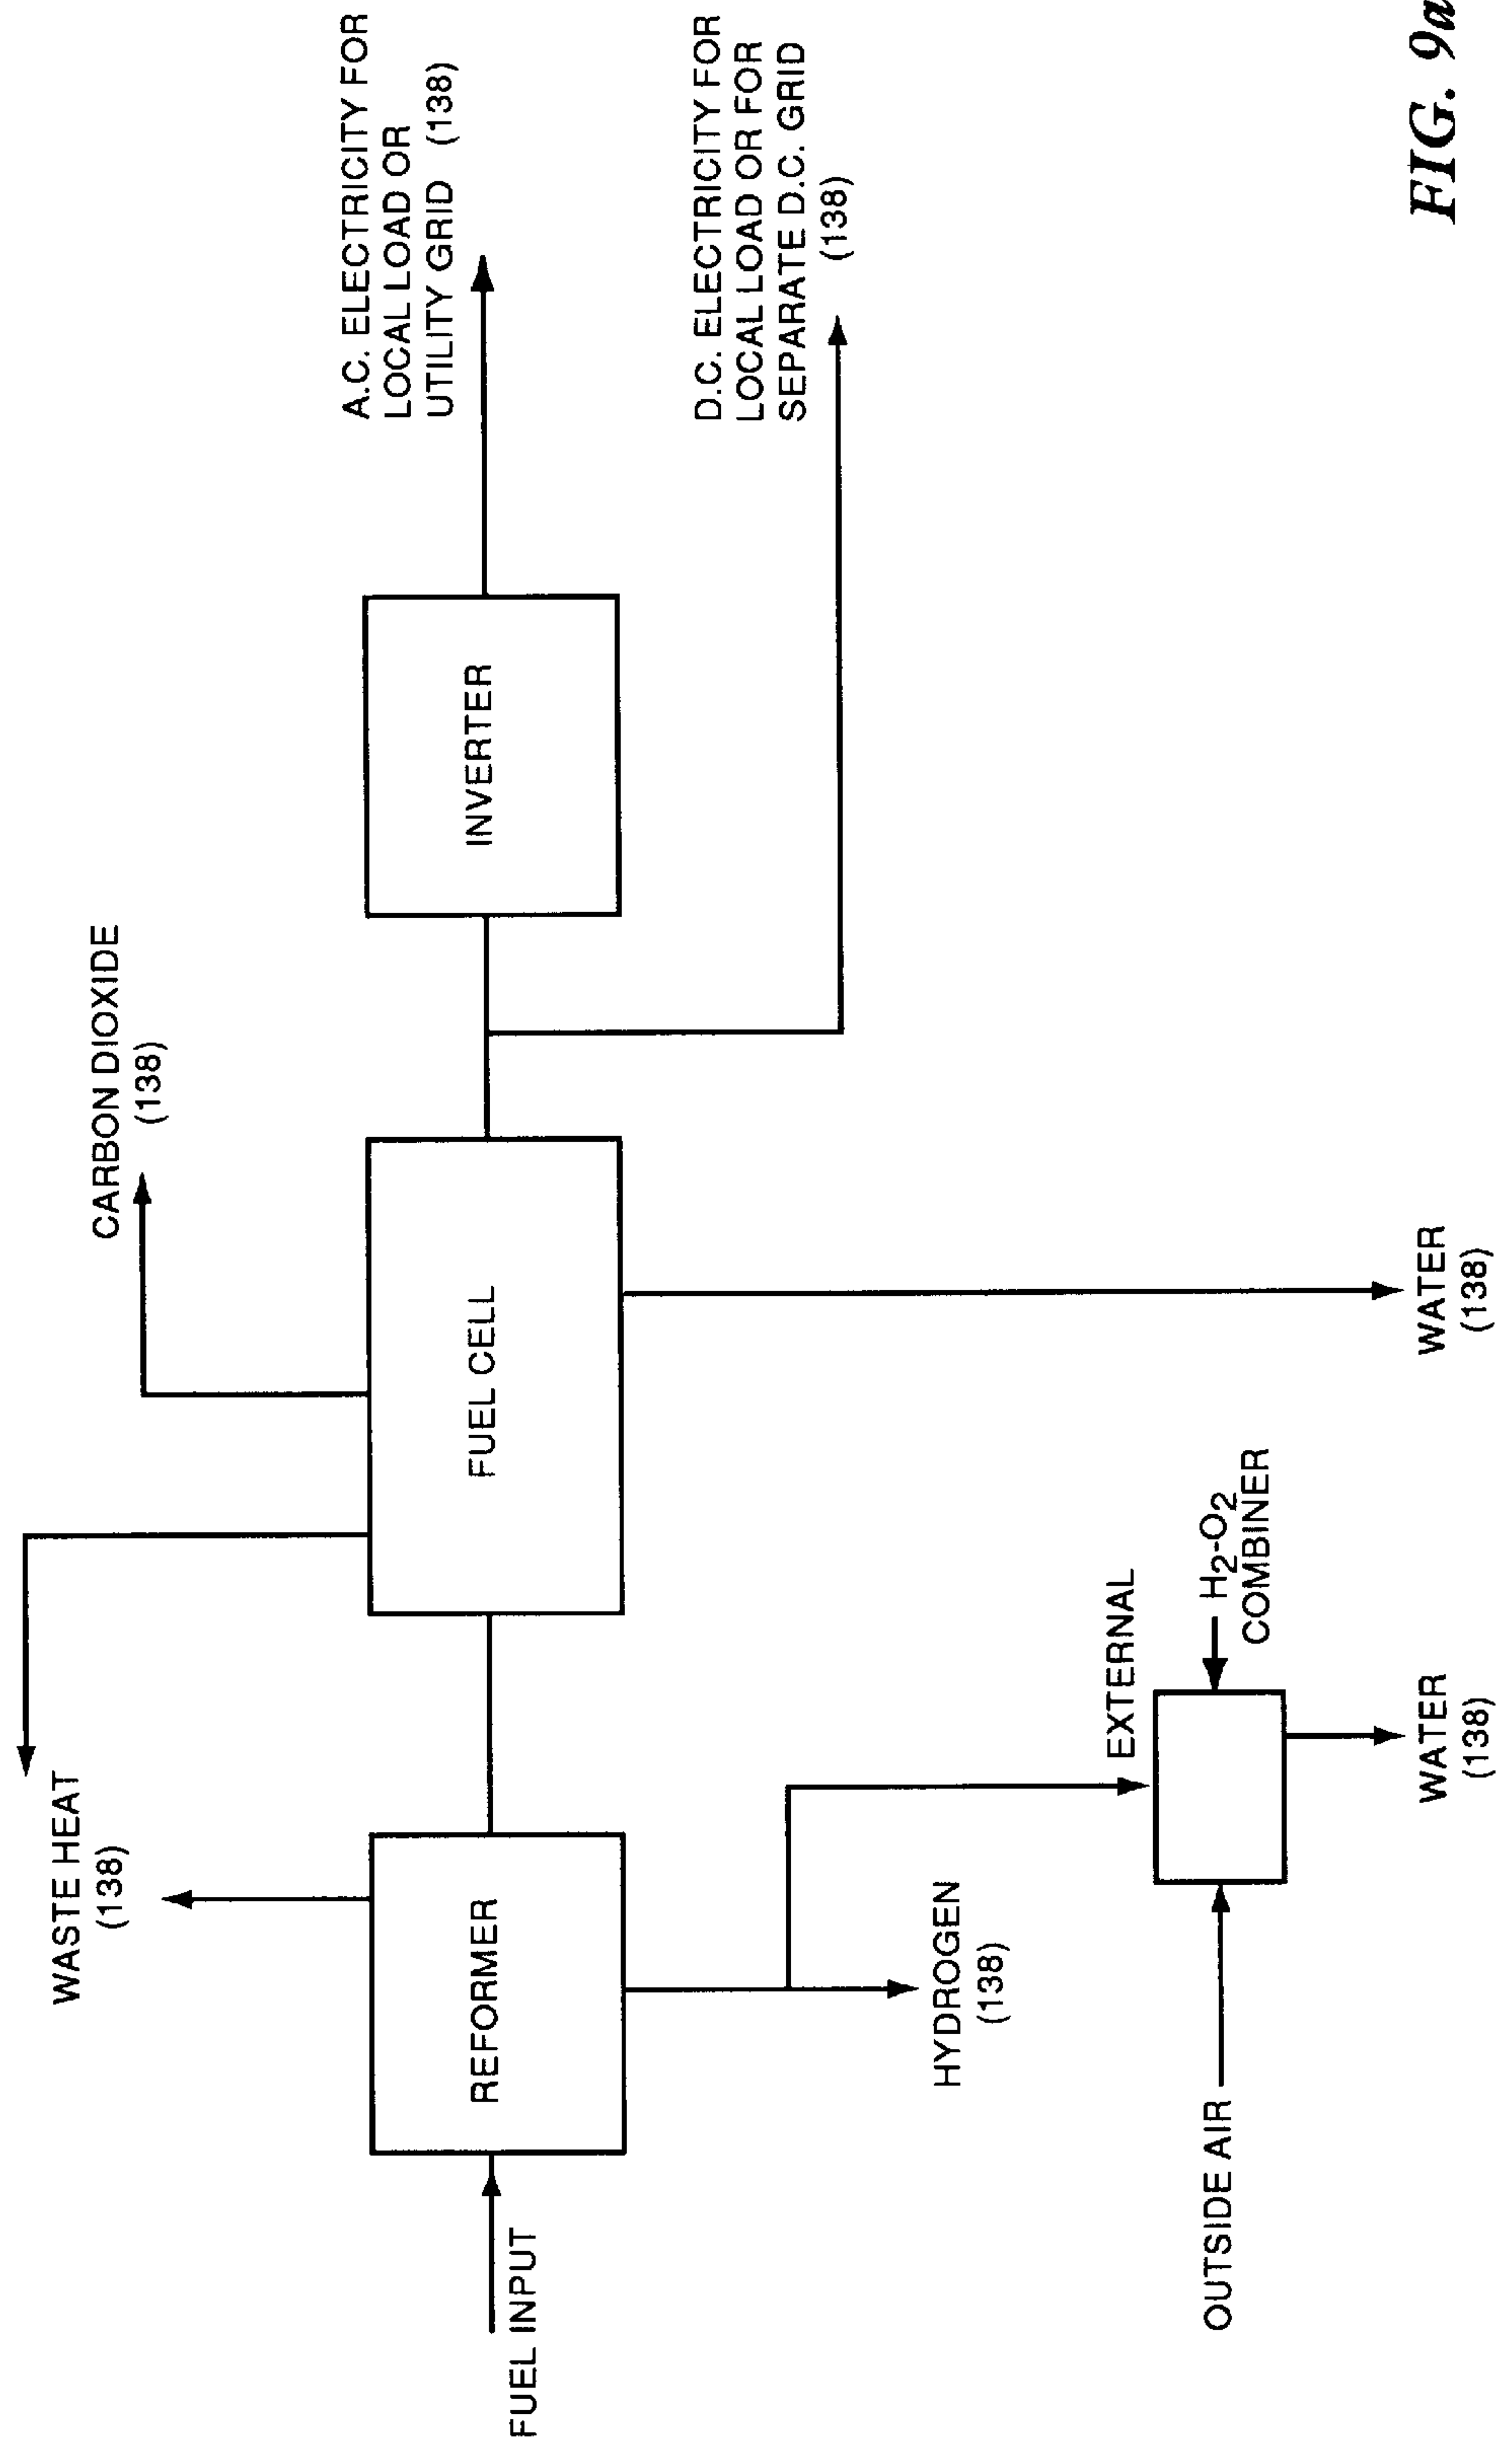 WASTE HEAT
(138)
CARBON DIOXIDE
(138)
A.C. ELECTRICITY FOR
LOCAL LOAD OR
UTILITY GRID (138)
FUEL INPUT
REFORMER
FUEL CELL
INVERTER
D.C. ELECTRICITY FOR
LOCAL LOAD OR FOR
SEPARATE D.C. GRID
(138)
HYDROGEN
(138)
EXTERNAL
OUTSIDE AIR
H2-O2
COMBINER
WATER
(138)
WATER
(138)
FIG. 9a